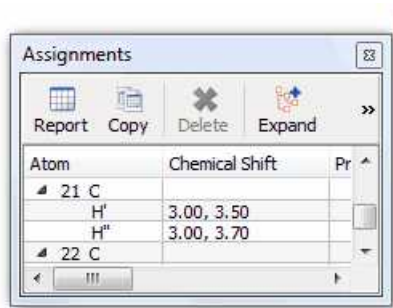 Assignments
Report Copy Delete Expand »
Atom Chemical Shift Pr
21 C
H' 3.00, 3.50
H" 3.00, 3.70
22 C